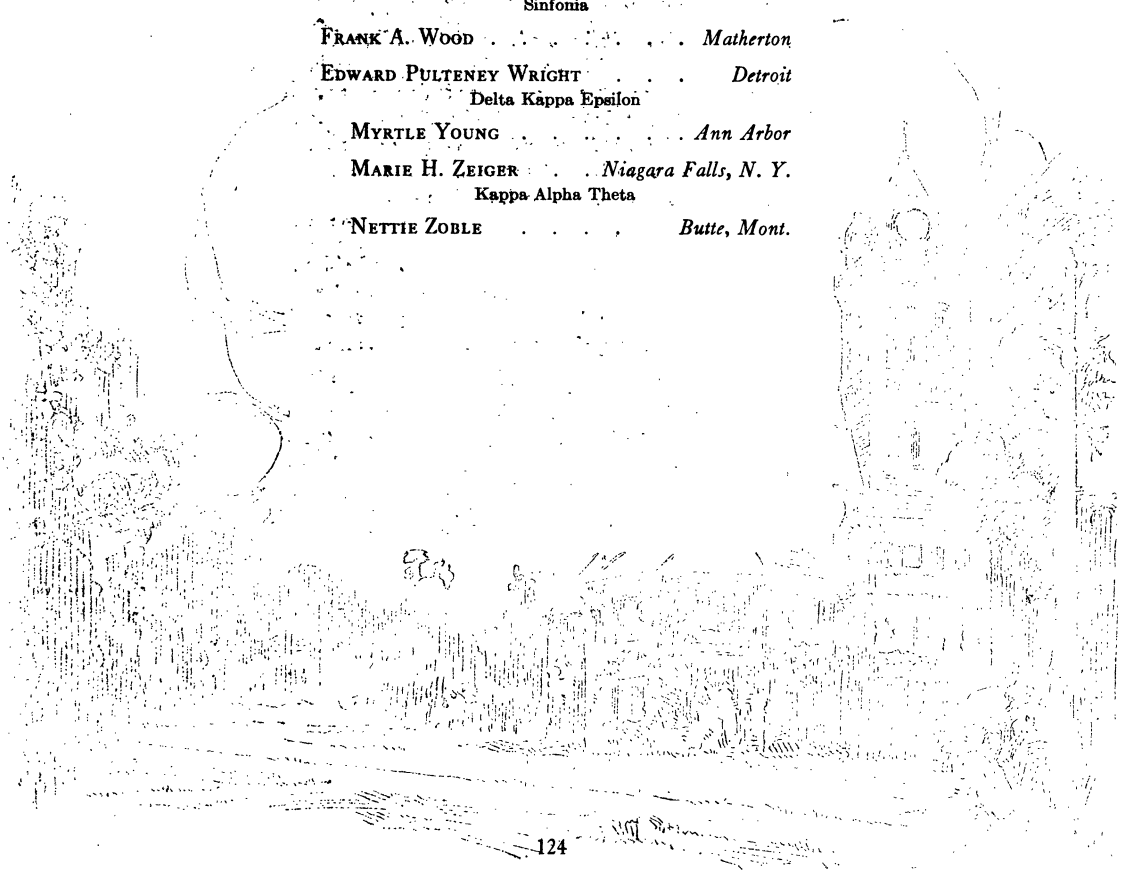 Sinfonia
FRANK A. WOOD . . . . . . Matherton
EDWARD PULTENEY WRIGHT . . . Detroit
Delta Kappa Epsilon
MYRTLE YOUNG . . . . . . Ann Arbor
MARIE H. ZEIGER . . Niagara Falls, N. Y.
Kappa Alpha Theta
NETTIE ZOBLE . . . . Butte, Mont.
124